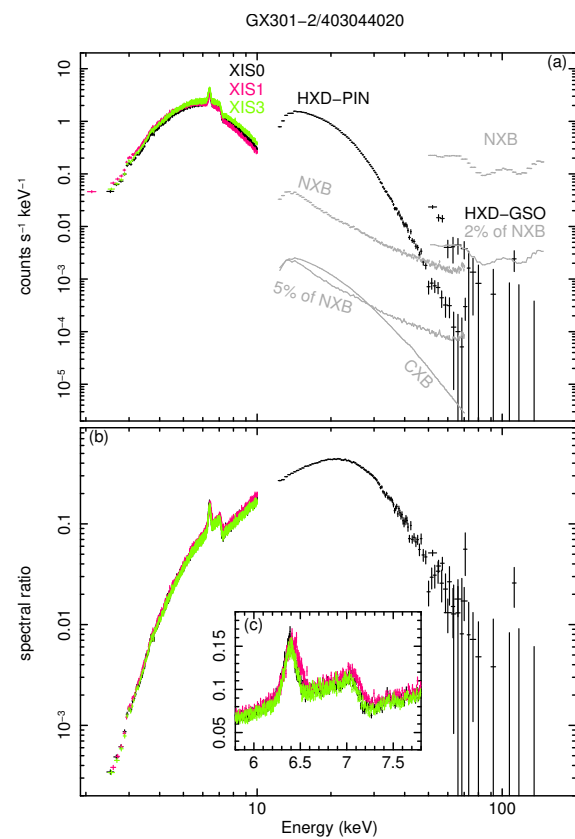 GX301−2/403044020
(a)
XIS0
XIS1
XIS3
HXD−PIN
NXB
NXB
HXD−GSO
2% of NXB
5% of NXB
CXB
counts s⁻¹ keV⁻¹
10
1
0.1
0.01
10⁻³
10⁻⁴
10⁻⁵
(b)
spectral ratio
0.1
0.01
10⁻³
(c)
0.15
0.1
0.05
6 6.5 7 7.5
10 100
Energy (keV)